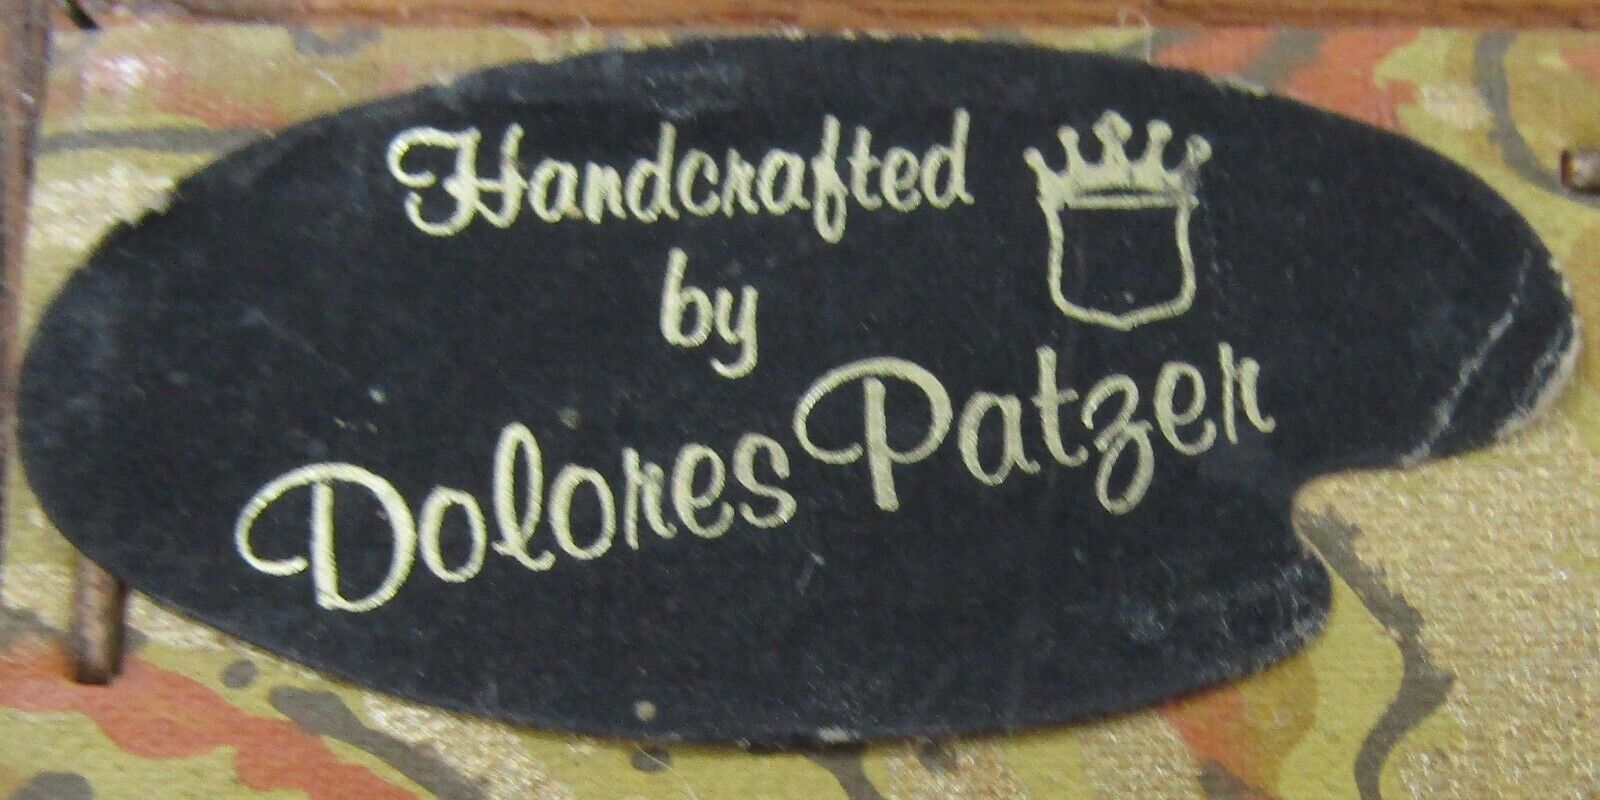 Handcrafted
by
Dolores Patzer